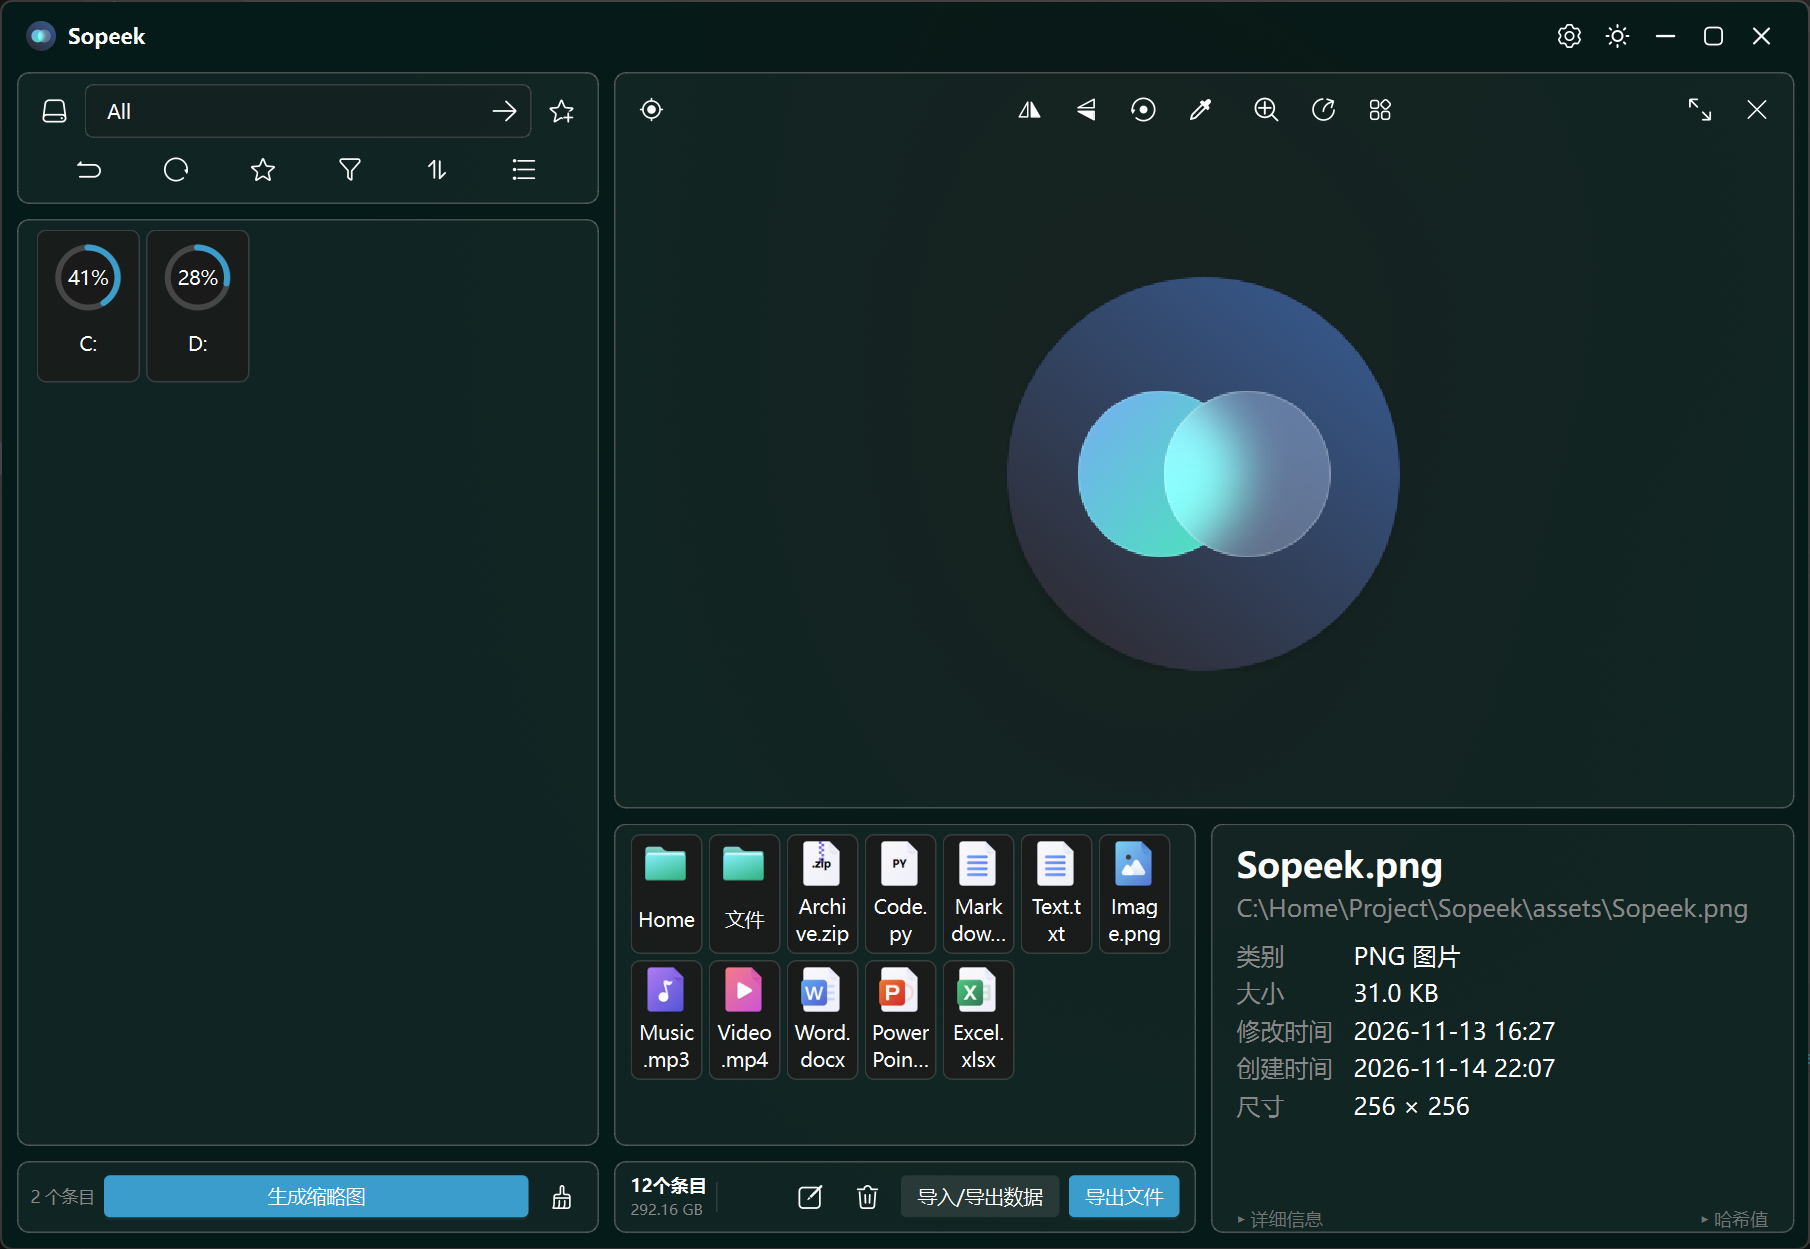 Sopeek
All
41%
C:
28%
D:
2 个条目
生成缩略图
Home
文件
.zip
Archi
ve.zip
PY
Code.
py
Mark
dow...
Text.t
xt
Imag
e.png
Music
.mp3
Video
.mp4
W
Word.
docx
P
Power
Poin...
X
Excel.
xlsx
12个条目
292.16 GB
导入/导出数据
导出文件
Sopeek.png
C:\Home\Project\Sopeek\assets\Sopeek.png
类别 PNG 图片
大小 31.0 KB
修改时间 2026-11-13 16:27
创建时间 2026-11-14 22:07
尺寸 256 × 256
详细信息
哈希值